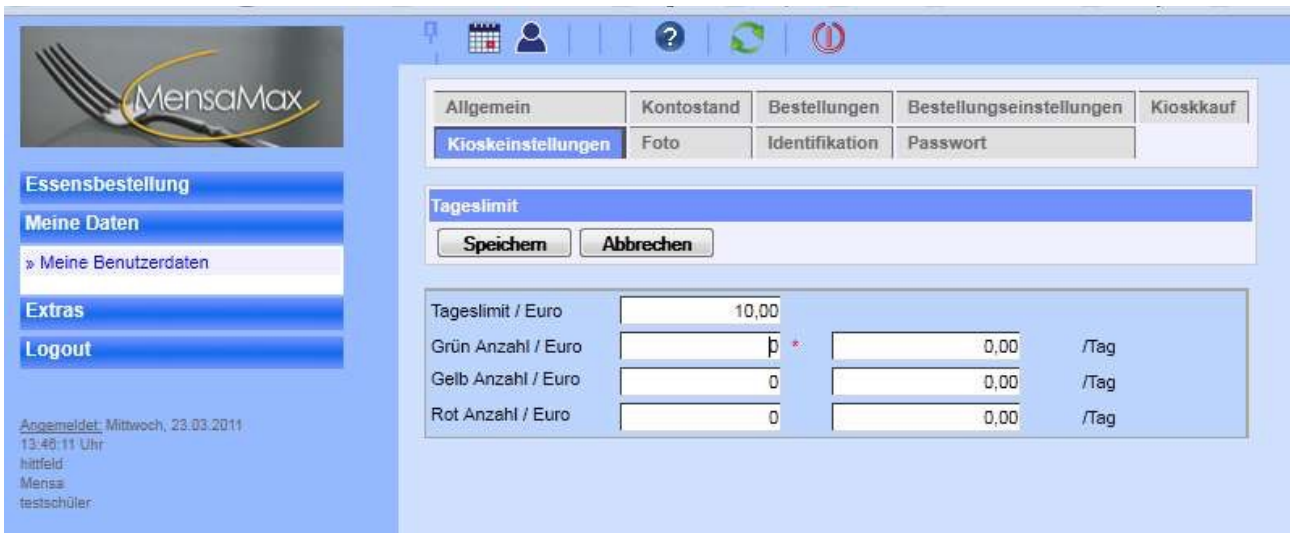 MensaMax
Allgemein Kontostand Bestellungen Bestellungseinstellungen Kioskkauf
Kioskeinstellungen Foto Identifikation Passwort
Essensbestellung
Meine Daten
» Meine Benutzerdaten
Extras
Logout
Angemeldet: Mittwoch, 23.03.2011
13:46:11 Uhr
hittfeld
Mensa
testschüler
Tageslimit
Speichern Abbrechen
Tageslimit / Euro 10,00
Grün Anzahl / Euro 0 * 0,00 /Tag
Gelb Anzahl / Euro 0 0,00 /Tag
Rot Anzahl / Euro 0 0,00 /Tag